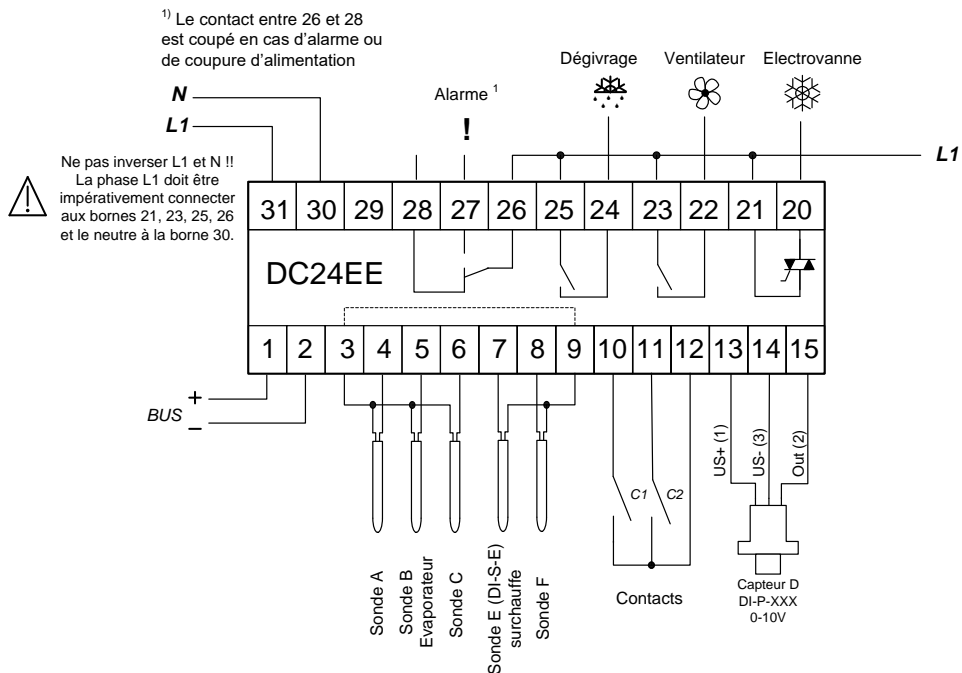 1) Le contact entre 26 et 28
est coupé en cas d'alarme ou
de coupure d'alimentation
Dégivrage
Ventilateur
Electrovanne
N
Alarme 1
!
L1
L1
Ne pas inverser L1 et N !!
La phase L1 doit être
impérativement connecter
aux bornes 21, 23, 25, 26
et le neutre à la borne 30.
31 30 29 28 27 26 25 24 23 22 21 20
DC24EE
1 2 3 4 5 6 7 8 9 10 11 12 13 14 15
+
BUS
–
US+ (1)
US- (3)
Out (2)
C1
C2
Sonde A
Sonde B
Evaporateur
Sonde C
Sonde E (DI-S-E)
surchauffe
Sonde F
Contacts
Capteur D
DI-P-XXX
0-10V